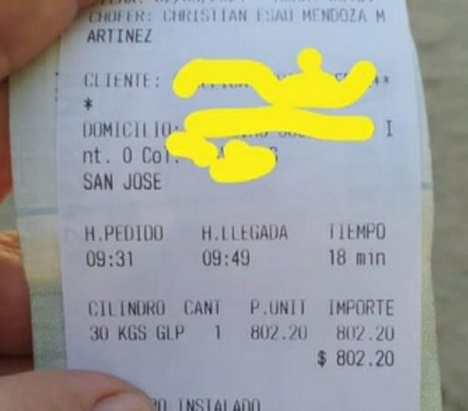 CHOFER: CHRISTIAN ESAU MENDOZA M
ARTINEZ
CLIENTE:
*
DOMICILIO: I
nt. 0 Col.
SAN JOSE
H.PEDIDO H.LLEGADA TIEMPO
09:31 09:49 18 min
CILINDRO CANT P.UNIT IMPORTE
30 KGS GLP 1 802.20 802.20
$ 802.20
INSTALADO